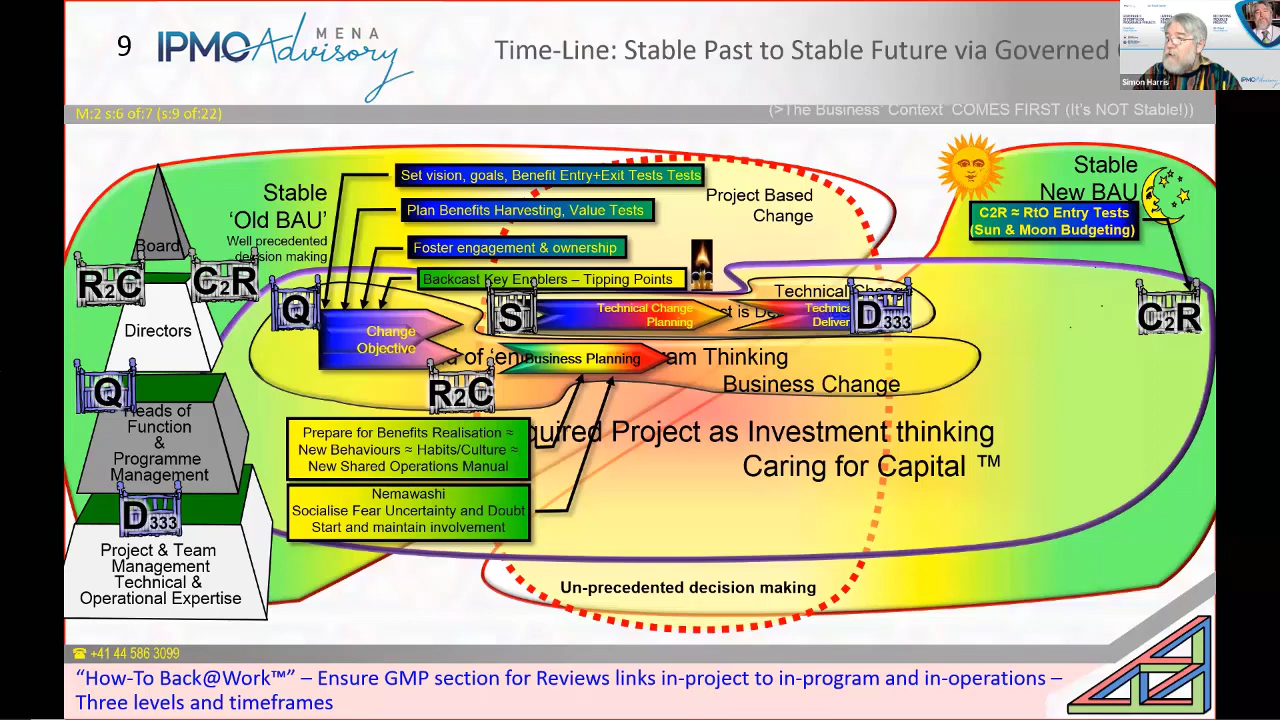 9
IPMO Advisory
MENA
Time-Line: Stable Past to Stable Future via Governed
Simon Harris
M:2 s:6 of:7 (s:9 of:22)
(>The Business' Context COMES FIRST (It's NOT Stable!))
Set vision, goals, Benefit Entry+Exit Tests Tests
Plan Benefits Harvesting, Value Tests
Foster engagement & ownership
Backcast Key Enablers – Tipping Points
Stable
'Old BAU'
Well precedented
decision making
Project Based
Change
Stable
New BAU
C2R ≈ RtO Entry Tests
(Sun & Moon Budgeting)
Board
R2C
C2R
Directors
Q
Heads of
Function
&
Programme
Management
D333
Project & Team
Management
Technical &
Operational Expertise
Q
Change
Objective
S
Technical Change
Planning
Technical
D333
C2R
Business Planning
Thinking
R2C
Business Change
Project as Investment thinking
Caring for Capital ™
Prepare for Benefits Realisation ≈
New Behaviours ≈ Habits/Culture ≈
New Shared Operations Manual
Nemawashi
Socialise Fear Uncertainty and Doubt
Start and maintain involvement
Un-precedented decision making
☎ +41 44 586 3099
“How-To Back@Work™” – Ensure GMP section for Reviews links in-project to in-program and in-operations –
Three levels and timeframes